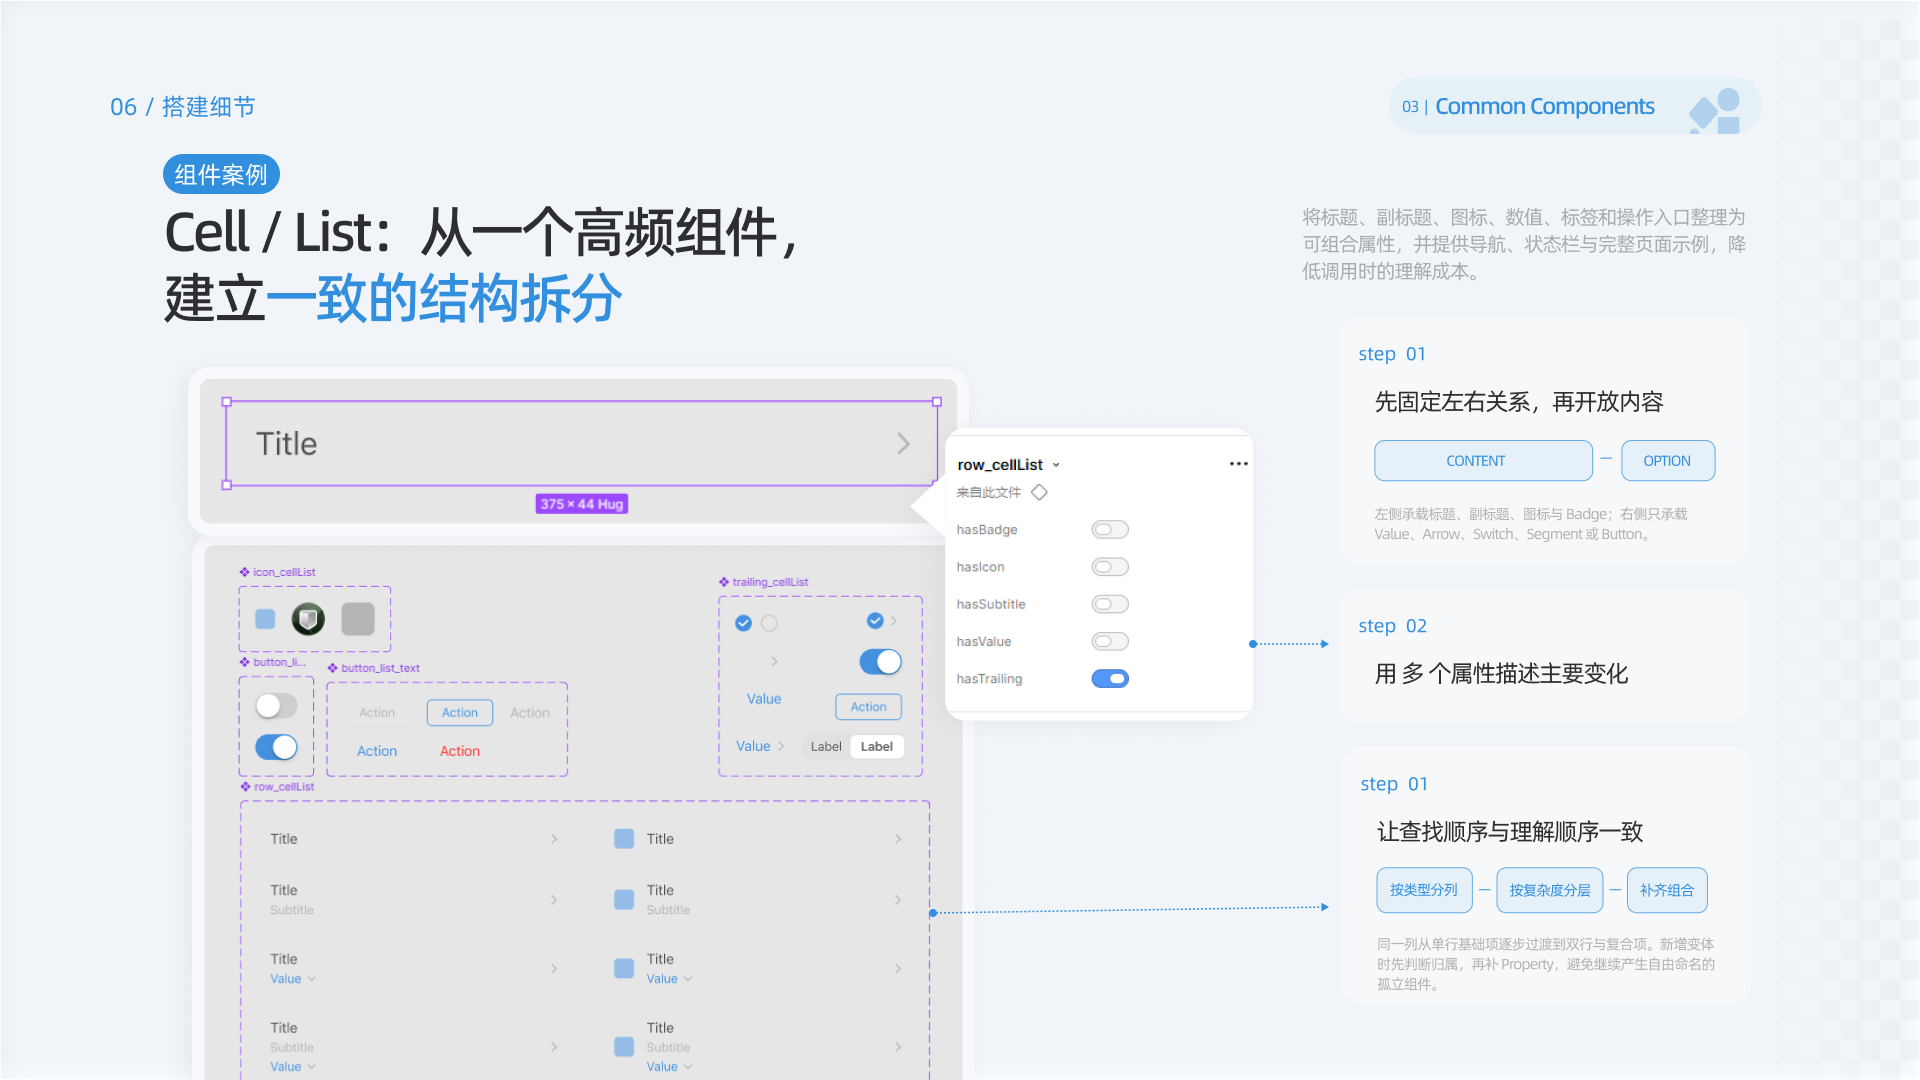 06 / 搭建细节
03 | Common Components
组件案例
Cell / List：从一个高频组件，
建立一致的结构拆分
将标题、副标题、图标、数值、标签和操作入口整理为
可组合属性，并提供导航、状态栏与完整页面示例，降
低调用时的理解成本。
Title
375 × 44 Hug
row_cellList
来自此文件
hasBadge
hasIcon
hasSubtitle
hasValue
hasTrailing
icon_cellList
button_li...
button_list_text
Action
Action
Action
Action
Action
trailing_cellList
Value
Action
Value
Label
Label
row_cellList
Title
Title
Title
Subtitle
Title
Subtitle
Title
Value
Title
Value
Title
Subtitle
Value
Title
Subtitle
Value
step 01
先固定左右关系，再开放内容
CONTENT
OPTION
左侧承载标题、副标题、图标与 Badge；右侧只承载
Value、Arrow、Switch、Segment 或 Button。
step 02
用 多 个属性描述主要变化
step 01
让查找顺序与理解顺序一致
按类型分列
按复杂度分层
补齐组合
同一列从单行基础项逐步过渡到双行与复合项。新增变体
时先判断归属，再补 Property，避免继续产生自由命名的
孤立组件。